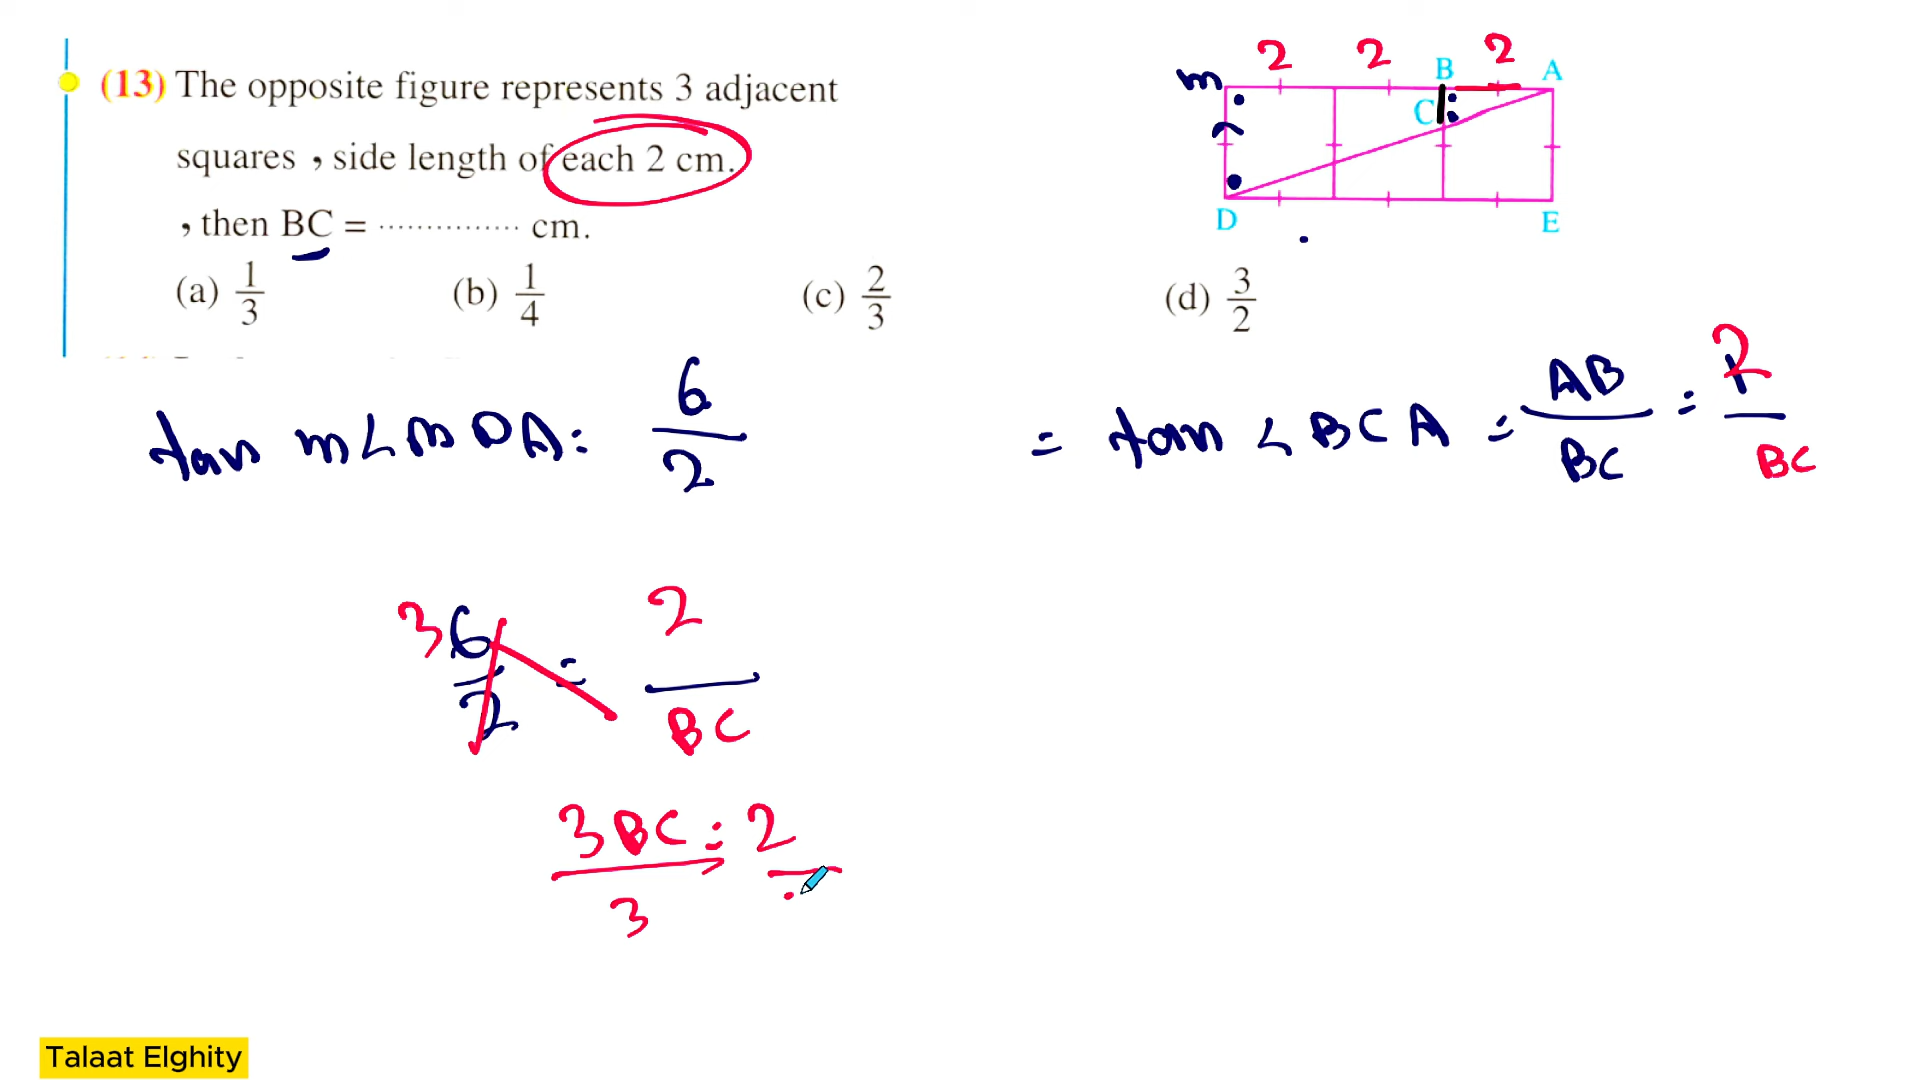 (13) The opposite figure represents 3 adjacent
squares , side length of each 2 cm.
, then BC = ............... cm.
(a) 1/3 (b) 1/4 (c) 2/3 (d) 3/2
2 2 2
m B A
C
D E
tan m∠MDA = 6/2 = tan ∠BCA = AB/BC = 2/BC
3 6/2 = 2/BC
3BC = 2
3
Talaat Elghity